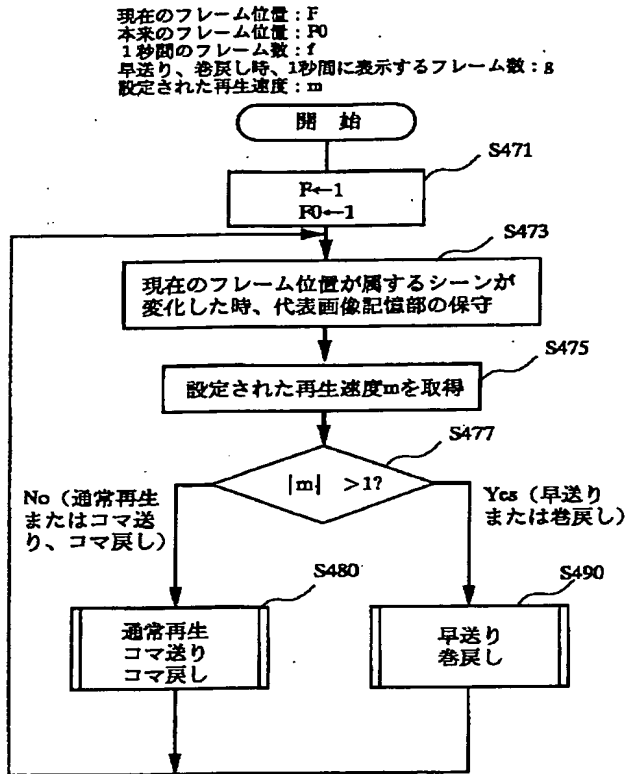 現在のフレーム位置：F
本来のフレーム位置：F0
1秒間のフレーム数：f
早送り、巻戻し時、1秒間に表示するフレーム数：g
設定された再生速度：m
開 始
S471
F←1
F0←1
S473
現在のフレーム位置が属するシーンが
変化した時、代表画像記憶部の保守
S475
設定された再生速度mを取得
S477
|m| >1?
No（通常再生
またはコマ送
り、コマ戻し）
Yes（早送り
または巻戻し）
S480
通常再生
コマ送り
コマ戻し
S490
早送り
巻戻し